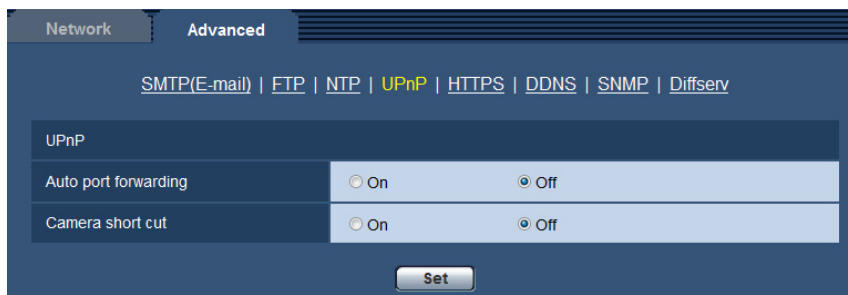 Network Advanced
SMTP(E-mail) | FTP | NTP | UPnP | HTTPS | DDNS | SNMP | Diffserv
UPnP
Auto port forwarding On Off
Camera short cut On Off
Set